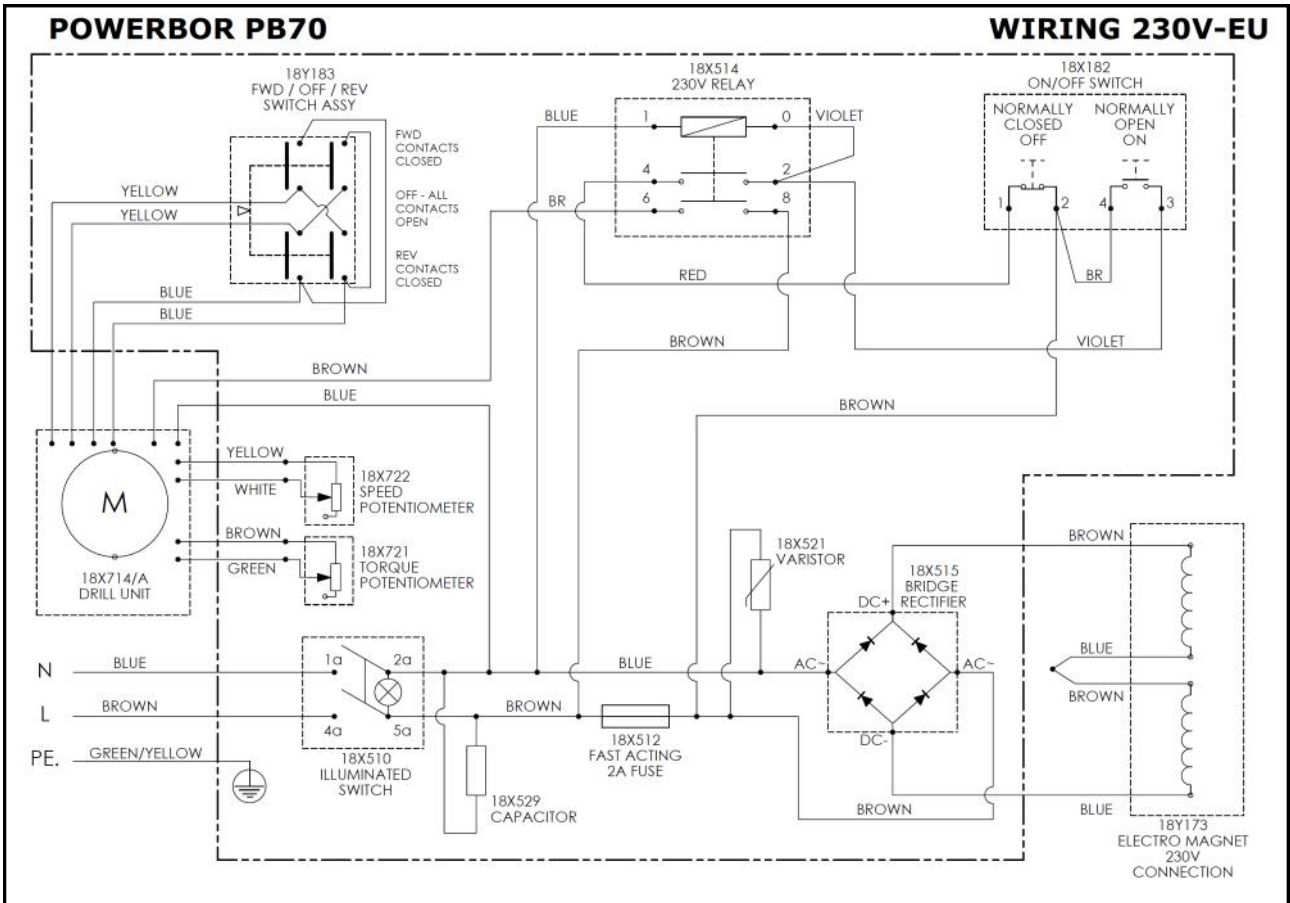 POWERBOR PB70
WIRING 230V-EU
18Y183
FWD / OFF / REV
SWITCH ASSY
FWD
CONTACTS
CLOSED
OFF - ALL
CONTACTS
OPEN
REV
CONTACTS
CLOSED
YELLOW
YELLOW
BLUE
BLUE
18X514
230V RELAY
BLUE
1
0
VIOLET
4
2
BR
6
8
18X182
ON/OFF SWITCH
NORMALLY
CLOSED
OFF
NORMALLY
OPEN
ON
1
2
4
3
RED
BR
BROWN
VIOLET
BROWN
BLUE
BROWN
M
18X714/A
DRILL UNIT
YELLOW
WHITE
18X722
SPEED
POTENTIOMETER
BROWN
GREEN
18X721
TORQUE
POTENTIOMETER
18X521
VARISTOR
18X515
BRIDGE
RECTIFIER
DC+
AC~
AC~
DC-
BROWN
BLUE
BROWN
BLUE
18Y173
ELECTRO MAGNET
230V
CONNECTION
N
BLUE
1a
2a
BLUE
L
BROWN
4a
5a
BROWN
PE.
GREEN/YELLOW
18X510
ILLUMINATED
SWITCH
18X512
FAST ACTING
2A FUSE
18X529
CAPACITOR
BROWN